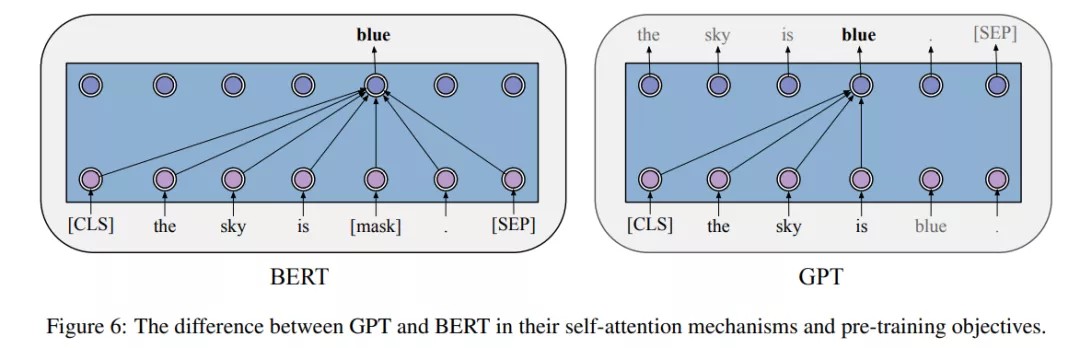 blue
[CLS] the sky is [mask] . [SEP]
BERT
the sky is blue . [SEP]
[CLS] the sky is blue .
GPT
Figure 6: The difference between GPT and BERT in their self-attention mechanisms and pre-training objectives.